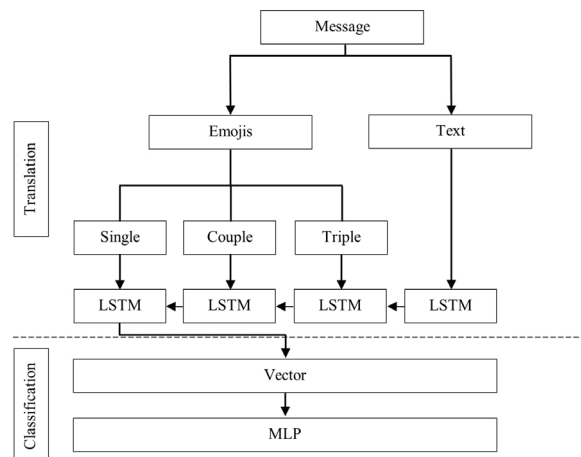 Message
Translation
Emojis
Text
Single
Couple
Triple
LSTM
LSTM
LSTM
LSTM
Classification
Vector
MLP